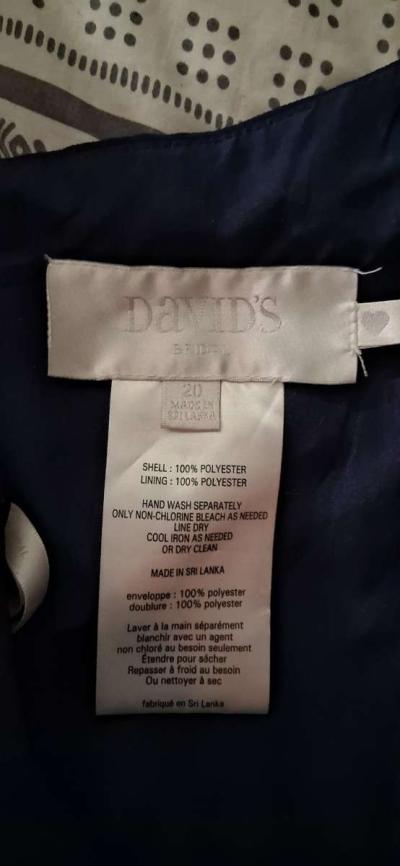 DAVID'S
BRIDAL
20
MADE IN
SRI LANKA
SHELL : 100% POLYESTER
LINING : 100% POLYESTER
HAND WASH SEPARATELY
ONLY NON-CHLORINE BLEACH AS NEEDED
LINE DRY
COOL IRON AS NEEDED
OR DRY CLEAN
MADE IN SRI LANKA
enveloppe : 100% polyester
doublure : 100% polyester
Laver à la main séparément
blanchir avec un agent
non chloré au besoin seulement
Étendre pour sécher
Repasser à froid au besoin
Ou nettoyer à sec
fabriqué en Sri Lanka